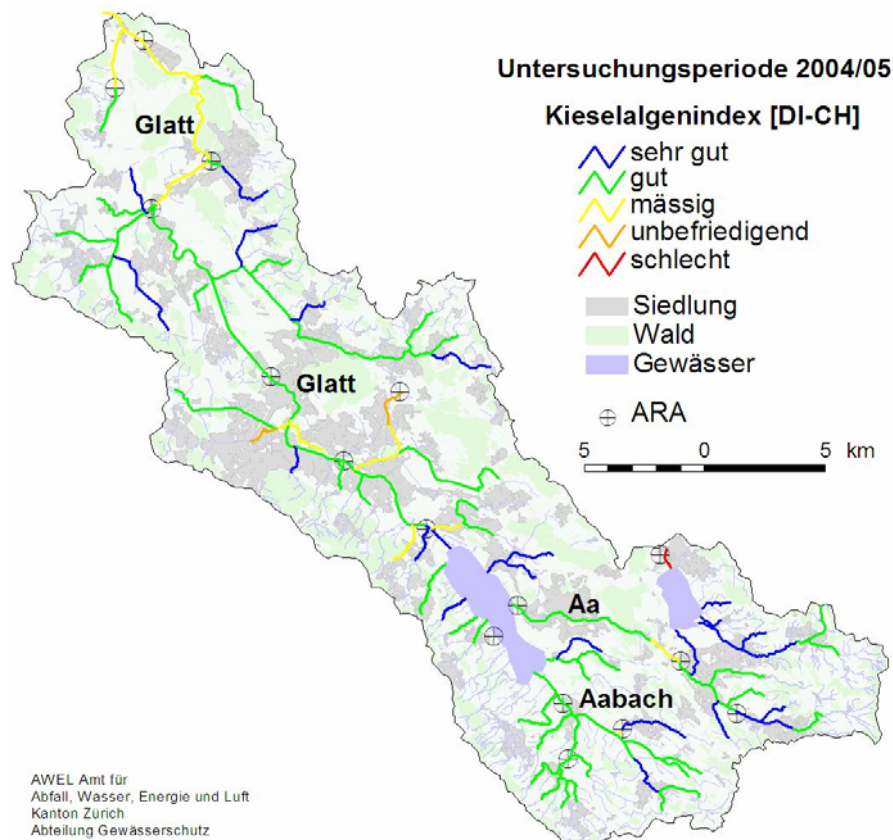 Untersuchungsperiode 2004/05
Kieselalgenindex [DI-CH]
sehr gut
gut
mässig
unbefriedigend
schlecht
Siedlung
Wald
Gewässer
ARA
5 0 5 km
Glatt
Glatt
Aa
Aabach
AWEL Amt für
Abfall, Wasser, Energie und Luft
Kanton Zürich
Abteilung Gewässerschutz